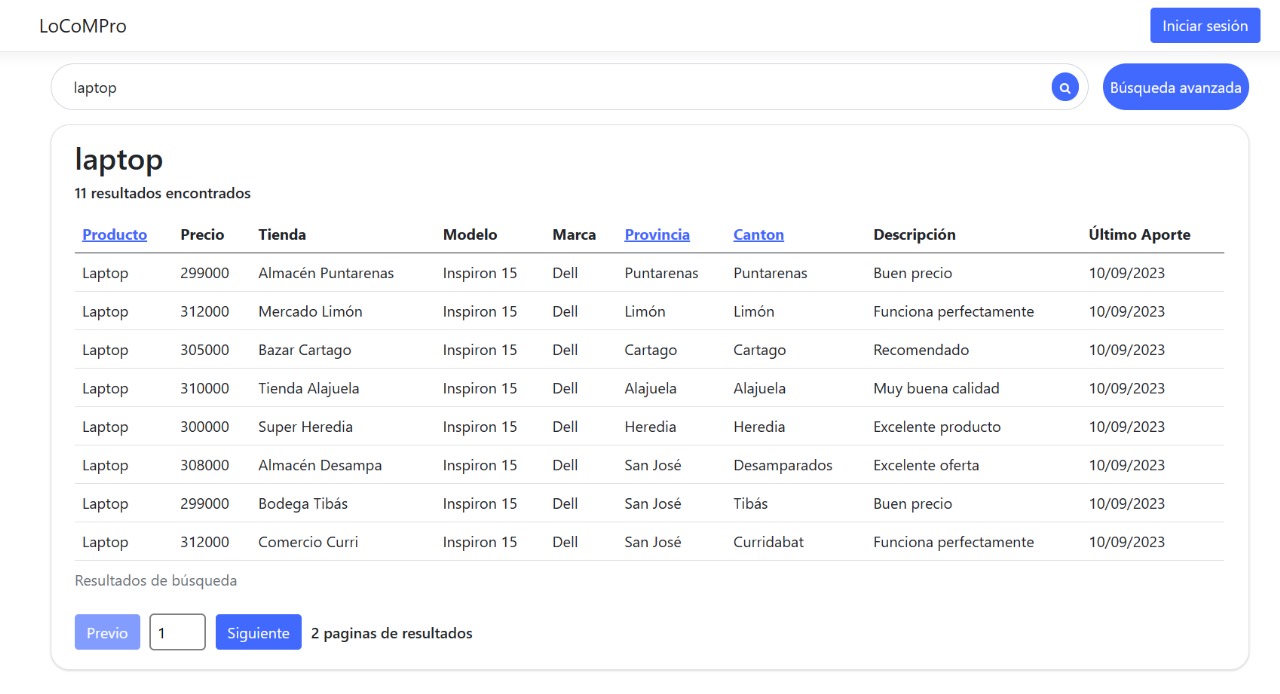 LoCoMPro Iniciar sesión
laptop Búsqueda avanzada
laptop
11 resultados encontrados
Producto Precio Tienda Modelo Marca Provincia Canton Descripción Último Aporte
Laptop 299000 Almacén Puntarenas Inspiron 15 Dell Puntarenas Puntarenas Buen precio 10/09/2023
Laptop 312000 Mercado Limón Inspiron 15 Dell Limón Limón Funciona perfectamente 10/09/2023
Laptop 305000 Bazar Cartago Inspiron 15 Dell Cartago Cartago Recomendado 10/09/2023
Laptop 310000 Tienda Alajuela Inspiron 15 Dell Alajuela Alajuela Muy buena calidad 10/09/2023
Laptop 300000 Super Heredia Inspiron 15 Dell Heredia Heredia Excelente producto 10/09/2023
Laptop 308000 Almacén Desampa Inspiron 15 Dell San José Desamparados Excelente oferta 10/09/2023
Laptop 299000 Bodega Tibás Inspiron 15 Dell San José Tibás Buen precio 10/09/2023
Laptop 312000 Comercio Curri Inspiron 15 Dell San José Curridabat Funciona perfectamente 10/09/2023
Resultados de búsqueda
Previo 1 Siguiente 2 paginas de resultados